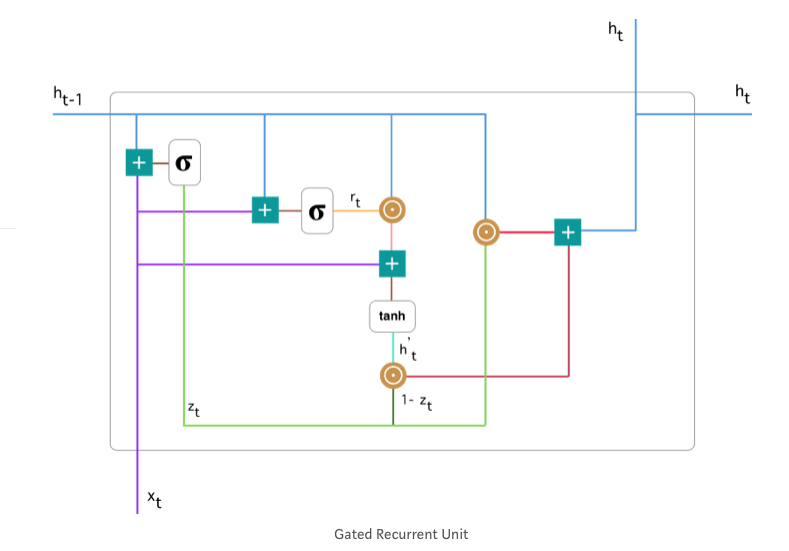 h_t
h_t-1
h_t
+
σ
+
σ
r_t
+
+
tanh
h'_t
1- z_t
z_t
x_t
Gated Recurrent Unit